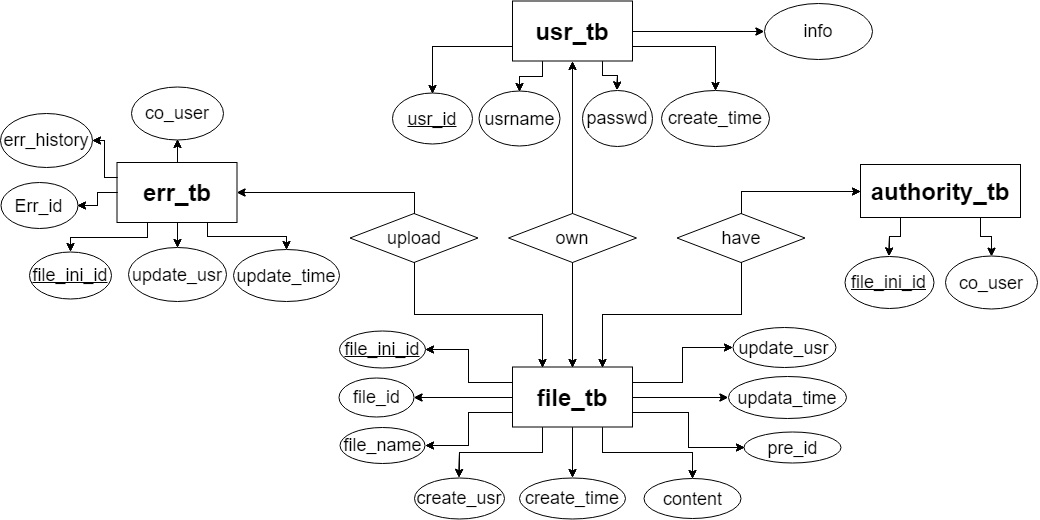 usr_tb
info
usr_id
usrname
passwd
create_time
co_user
err_history
err_tb
Err_id
file_ini_id
update_usr
update_time
authority_tb
file_ini_id
co_user
upload
own
have
file_ini_id
file_id
file_name
file_tb
update_usr
updata_time
pre_id
create_usr
create_time
content